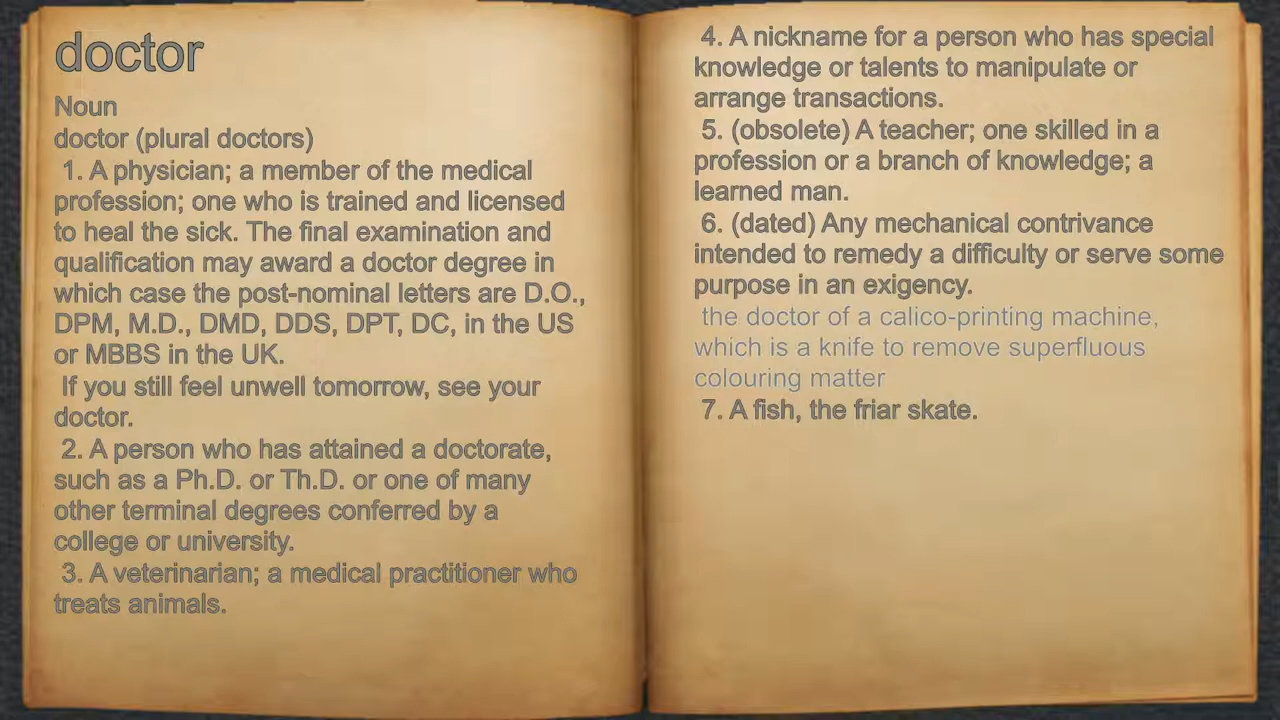 doctor
Noun
doctor (plural doctors)
1. A physician; a member of the medical
profession; one who is trained and licensed
to heal the sick. The final examination and
qualification may award a doctor degree in
which case the post-nominal letters are D.O.,
DPM, M.D., DMD, DDS, DPT, DC, in the US
or MBBS in the UK.
If you still feel unwell tomorrow, see your
doctor.
2. A person who has attained a doctorate,
such as a Ph.D. or Th.D. or one of many
other terminal degrees conferred by a
college or university.
3. A veterinarian; a medical practitioner who
treats animals.
4. A nickname for a person who has special
knowledge or talents to manipulate or
arrange transactions.
5. (obsolete) A teacher; one skilled in a
profession or a branch of knowledge; a
learned man.
6. (dated) Any mechanical contrivance
intended to remedy a difficulty or serve some
purpose in an exigency.
the doctor of a calico-printing machine,
which is a knife to remove superfluous
colouring matter
7. A fish, the friar skate.